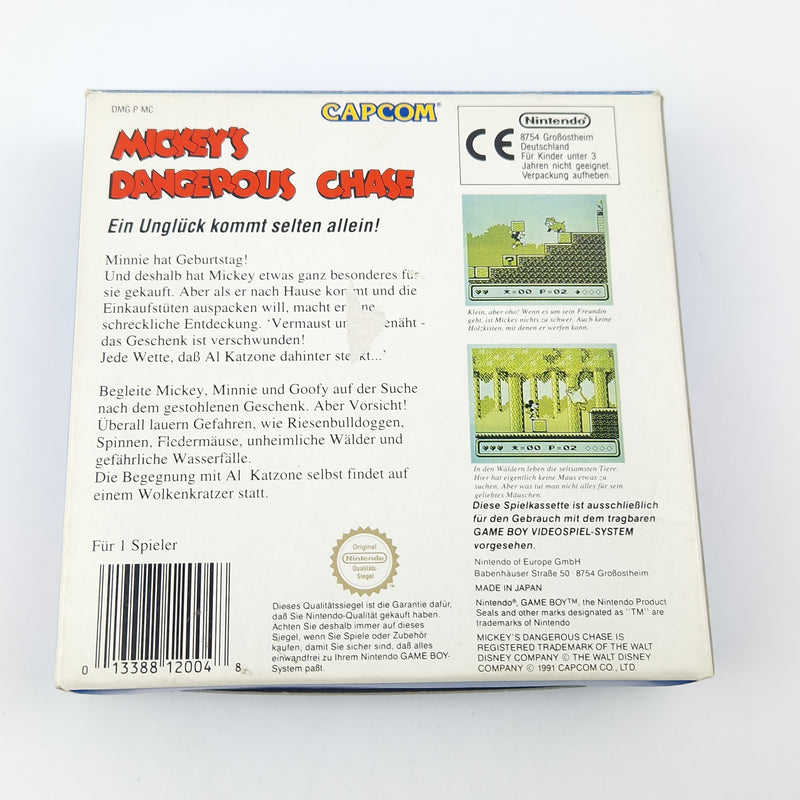 DMG P MC
CAPCOM®
MICKEY'S
DANGEROUS CHASE
Ein Unglück kommt selten allein!
Minnie hat Geburtstag!
Und deshalb hat Mickey etwas ganz besonderes für
sie gekauft. Aber als er nach Hause kommt und die
Einkaufstüten auspacken will, macht er eine
schreckliche Entdeckung. ‘Vermaust und zugenäht -
das Geschenk ist verschwunden!
Jede Wette, daß Al Katzone dahinter steckt...’
Begleite Mickey, Minnie und Goofy auf der Suche
nach dem gestohlenen Geschenk. Aber Vorsicht!
Überall lauern Gefahren, wie Riesenbulldoggen,
Spinnen, Fledermäuse, unheimliche Wälder und
gefährliche Wasserfälle.
Die Begegnung mit Al Katzone selbst findet auf
einem Wolkenkratzer statt.
Für 1 Spieler
0 13388 12004 8
Original
Nintendo
Qualitäts-
Siegel
Dieses Qualitätssiegel ist die Garantie dafür,
daß Sie Nintendo-Qualität gekauft haben.
Achten Sie deshalb immer auf dieses
Siegel, wenn Sie Spiele oder Zubehör
kaufen, damit Sie sicher sind, daß alles
einwandfrei zu Ihrem Nintendo GAME BOY-
System paßt.
CE
Nintendo
8754 Großostheim
Deutschland
Für Kinder unter 3
Jahren nicht geeignet.
Verpackung aufheben.
?
★=00 P=02
Klein, aber oho! Wenn es um sein Freundin
geht, ist Mickey nichts zu schwer. Auch keine
Holzkisten, mit denen er werfen kann.
★=00 P=02
In den Wäldern leben die seltsamsten Tiere.
Hier hat eigentlich keine Maus etwas zu
suchen. Aber was tut man nicht alles für sein
geliebtes Mäuschen.
Diese Spielkassette ist ausschließlich
für den Gebrauch mit dem tragbaren
GAME BOY VIDEOSPIEL-SYSTEM
vorgesehen.
Nintendo of Europe GmbH
Babenhäuser Straße 50 · 8754 Großostheim
MADE IN JAPAN
Nintendo®, GAME BOY™, the Nintendo Product
Seals and other marks designated as "TM" are
trademarks of Nintendo
MICKEY'S DANGEROUS CHASE IS
REGISTERED TRADEMARK OF THE WALT
DISNEY COMPANY © THE WALT DISNEY
COMPANY © 1991 CAPCOM CO., LTD.